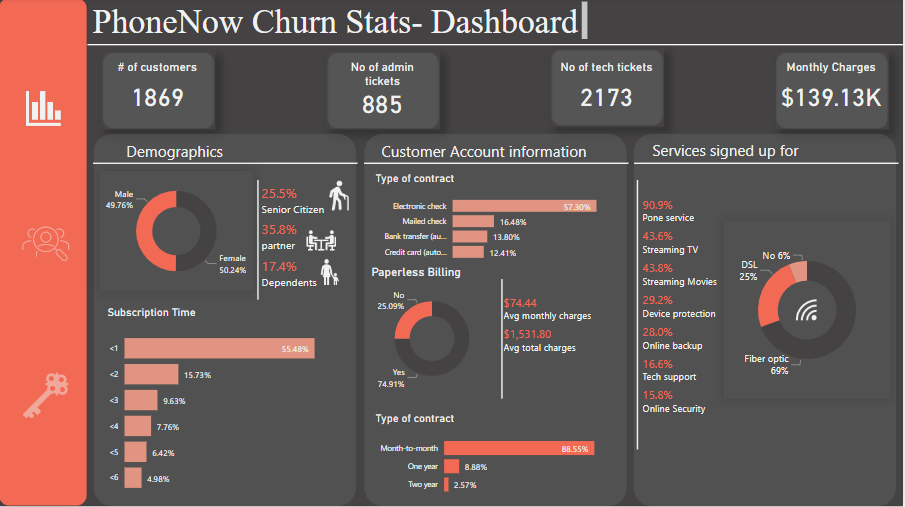 PhoneNow Churn Stats- Dashboard
# of customers
1869
No of admin
tickets
885
No of tech tickets
2173
Monthly Charges
$139.13K
Demographics
Male
49.76%
Female
50.24%
25.5%
Senior Citizen
35.8%
partner
17.4%
Dependents
Subscription Time
<1
55.48%
<2
15.73%
<3
9.63%
<4
7.76%
<5
6.42%
<6
4.98%
Customer Account information
Type of contract
Electronic check
57.30%
Mailed check
16.48%
Bank transfer (au...
13.80%
Credit card (auto...
12.41%
Paperless Billing
No
25.09%
Yes
74.91%
$74.44
Avg monthly charges
$1,531.80
Avg total charges
Type of contract
Month-to-month
88.55%
One year
8.88%
Two year
2.57%
Services signed up for
90.9%
Pone service
43.6%
Streaming TV
43.8%
Streaming Movies
29.2%
Device protection
28.0%
Online backup
16.6%
Tech support
15.8%
Online Security
No 6%
DSL
25%
Fiber optic
69%